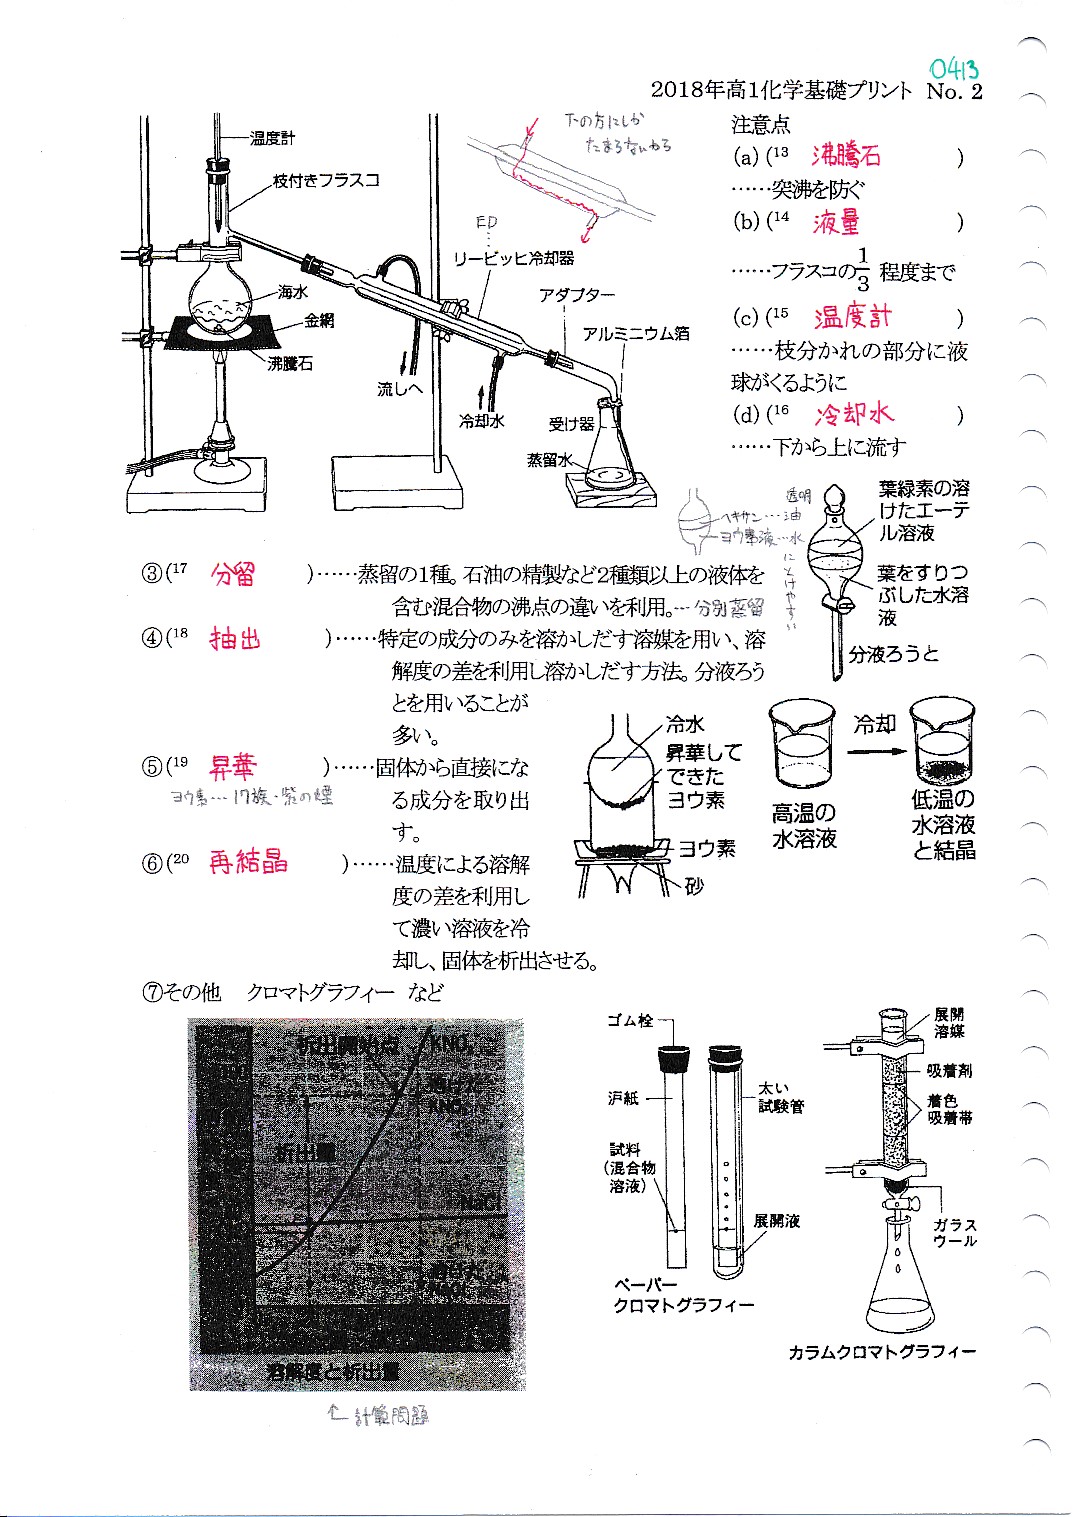 0413
2018年高1化学基礎プリント No. 2
温度計
枝付きフラスコ
下の方にしか
たまらないから
リービッヒ冷却器
海水
金網
沸騰石
アダプター
アルミニウム箔
流しへ
冷却水
受け器
蒸留水
注意点
(a) (13 沸騰石 )
……突沸を防ぐ
(b) (14 液量 )
……フラスコの1/3 程度まで
(c) (15 温度計 )
……枝分かれの部分に液
球がくるように
(d) (16 冷却水 )
……下から上に流す
透明
ヘキサン…油
ヨウ素液…水
にとけやすい
葉緑素の溶
けたエーテ
ル溶液
葉をすりつ
ぶした水溶
液
分液ろうと
③(17 分留 )……蒸留の1種。石油の精製など2種類以上の液体を
含む混合物の沸点の違いを利用。…分別蒸留
④(18 抽出 )……特定の成分のみを溶かしだす溶媒を用い、溶
解度の差を利用し溶かしだす方法。分液ろう
とを用いることが
多い。
⑤(19 昇華 )……固体から直接にな
ヨウ素…17族・紫の煙
る成分を取り出
す。
⑥(20 再結晶 )……温度による溶解
度の差を利用し
て濃い溶液を冷
却し、固体を析出させる。
冷水
昇華して
できた
ヨウ素
ヨウ素
砂
冷却
高温の
水溶液
低温の
水溶液
と結晶
⑦その他 クロマトグラフィー など
析出開始点
KNO₃
溶けた
KNO₃
析出量
NaCl
溶けた
NaCl
溶解度と析出量
↑計算問題
ゴム栓
沪紙
試料
(混合物
溶液)
太い
試験管
展開液
ペーパー
クロマトグラフィー
展開
溶媒
吸着剤
着色
吸着帯
ガラス
ウール
カラムクロマトグラフィー